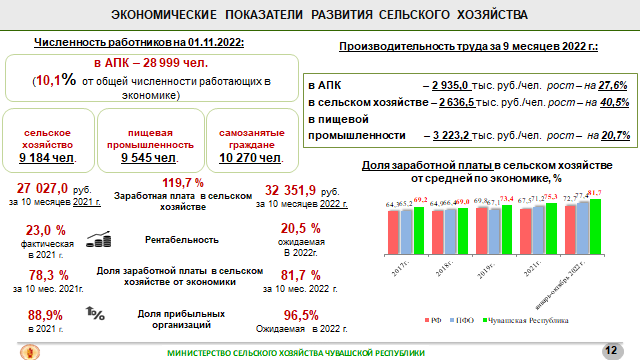 ЭКОНОМИЧЕСКИЕ ПОКАЗАТЕЛИ РАЗВИТИЯ СЕЛЬСКОГО ХОЗЯЙСТВА
Численность работников на 01.11.2022:
в АПК – 28 999 чел.
(10,1% от общей численности работающих в
экономике)
сельское
хозяйство
9 184 чел.
пищевая
промышленность
9 545 чел.
самозанятые
граждане
10 270 чел.
27 027,0 руб.
за 10 месяцев 2021 г.
119,7 %
Заработная плата в сельском
хозяйстве
32 351,9 руб.
за 10 месяцев 2022 г.
23,0 %
фактическая
в 2021 г.
Рентабельность
20,5 %
ожидаемая
В 2022г.
78,3 %
за 10 мес. 2021г.
Доля заработной платы в сельском
хозяйстве от экономики
81,7 %
за 10 мес. 2022 г.
88,9%
в 2021 г.
Доля прибыльных
организаций
96,5%
Ожидаемая в 2022 г.
Производительность труда за 9 месяцев 2022 г.:
в АПК – 2 935,0 тыс. руб./чел. рост – на 27,6%
в сельском хозяйстве – 2 636,5 тыс. руб./чел. рост – на 40,5%
в пищевой
промышленности – 3 223,2 тыс. руб./чел. рост – на 20,7%
Доля заработной платы в сельском хозяйстве
от средней по экономике, %
64,3 65,2 69,2
64,9 66,4 69,0
69,8 67,1 73,4
67,5 71,2 75,3
72,7 77,4 81,7
2017г.
2018г.
2019г.
2021г.
январь-октябрь 2022 г.
РФ ПФО Чувашская Республика
МИНИСТЕРСТВО СЕЛЬСКОГО ХОЗЯЙСТВА ЧУВАШСКОЙ РЕСПУБЛИКИ
12